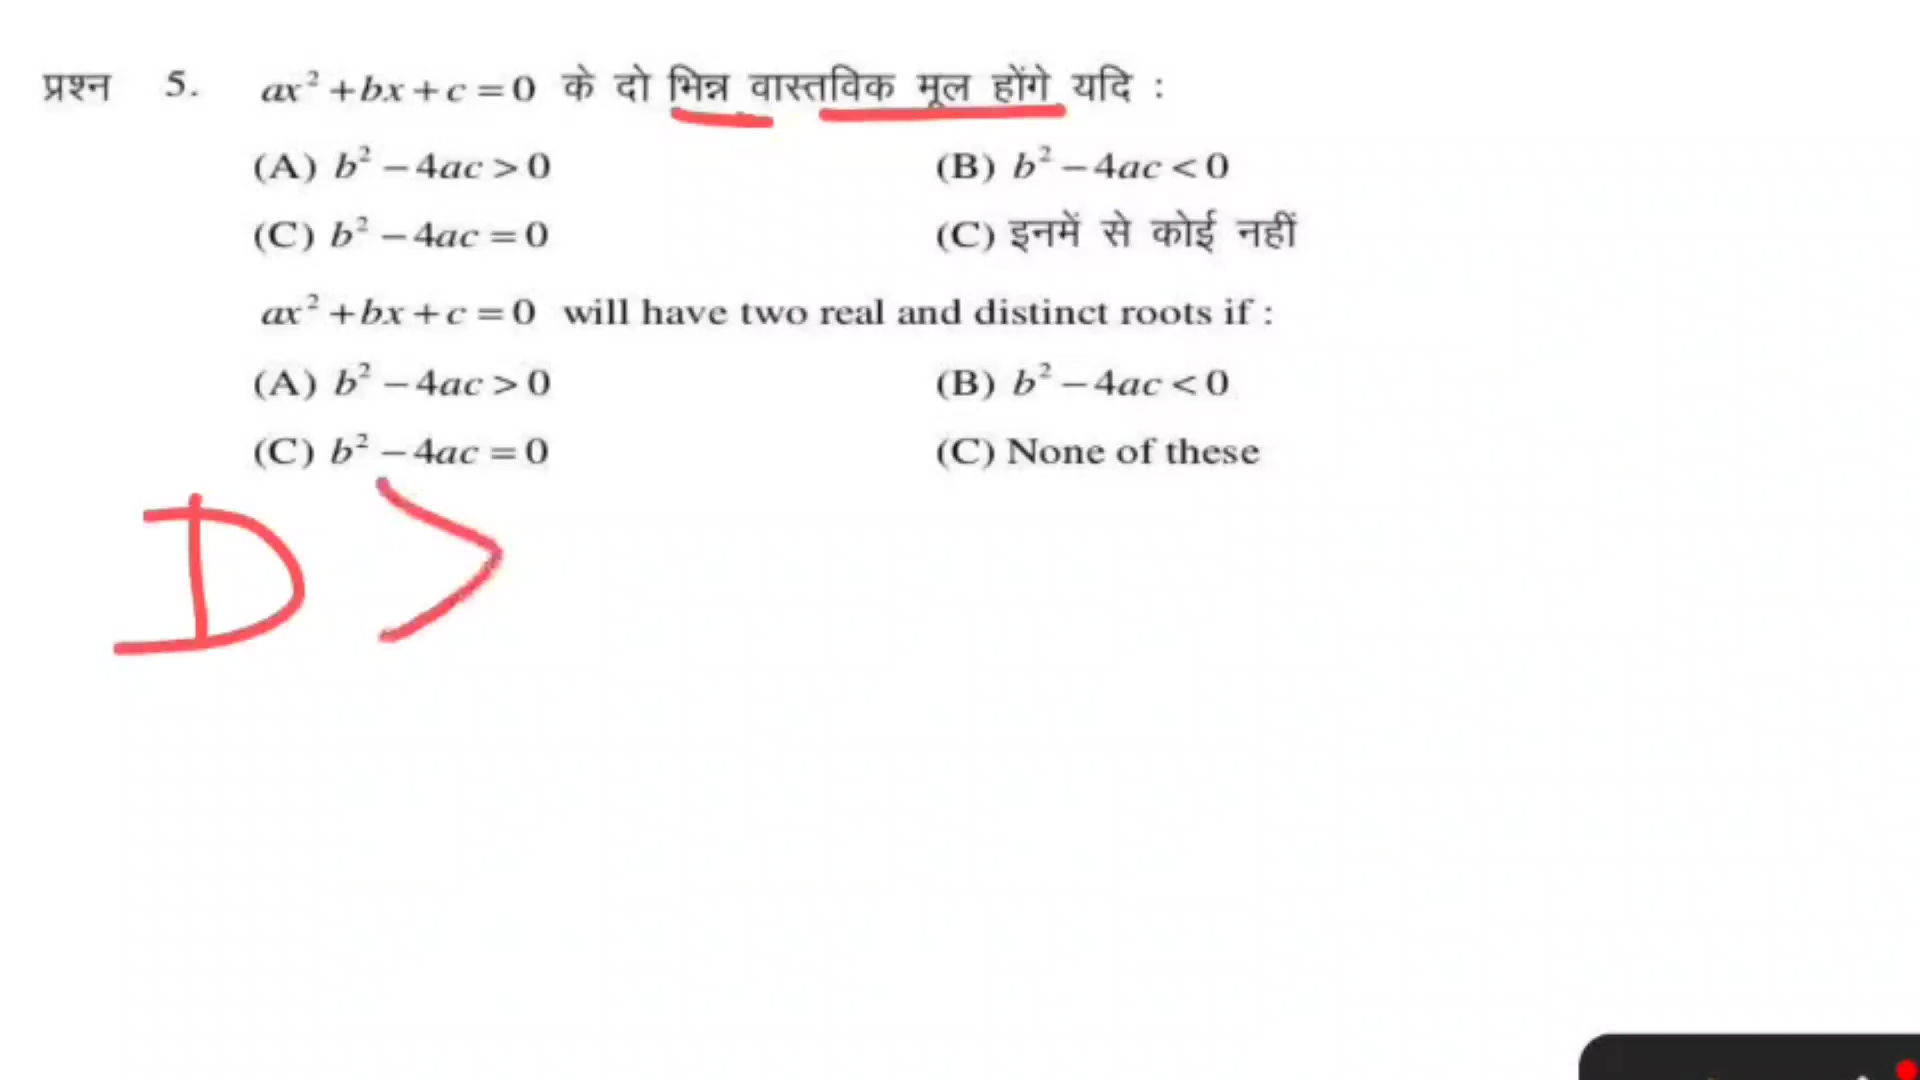 प्रश्न 5. ax² + bx + c = 0 के दो भिन्न वास्तविक मूल होंगे यदि :
(A) b² − 4ac > 0 (B) b² − 4ac < 0
(C) b² − 4ac = 0 (C) इनमें से कोई नहीं
ax² + bx + c = 0 will have two real and distinct roots if :
(A) b² − 4ac > 0 (B) b² − 4ac < 0
(C) b² − 4ac = 0 (C) None of these
D >